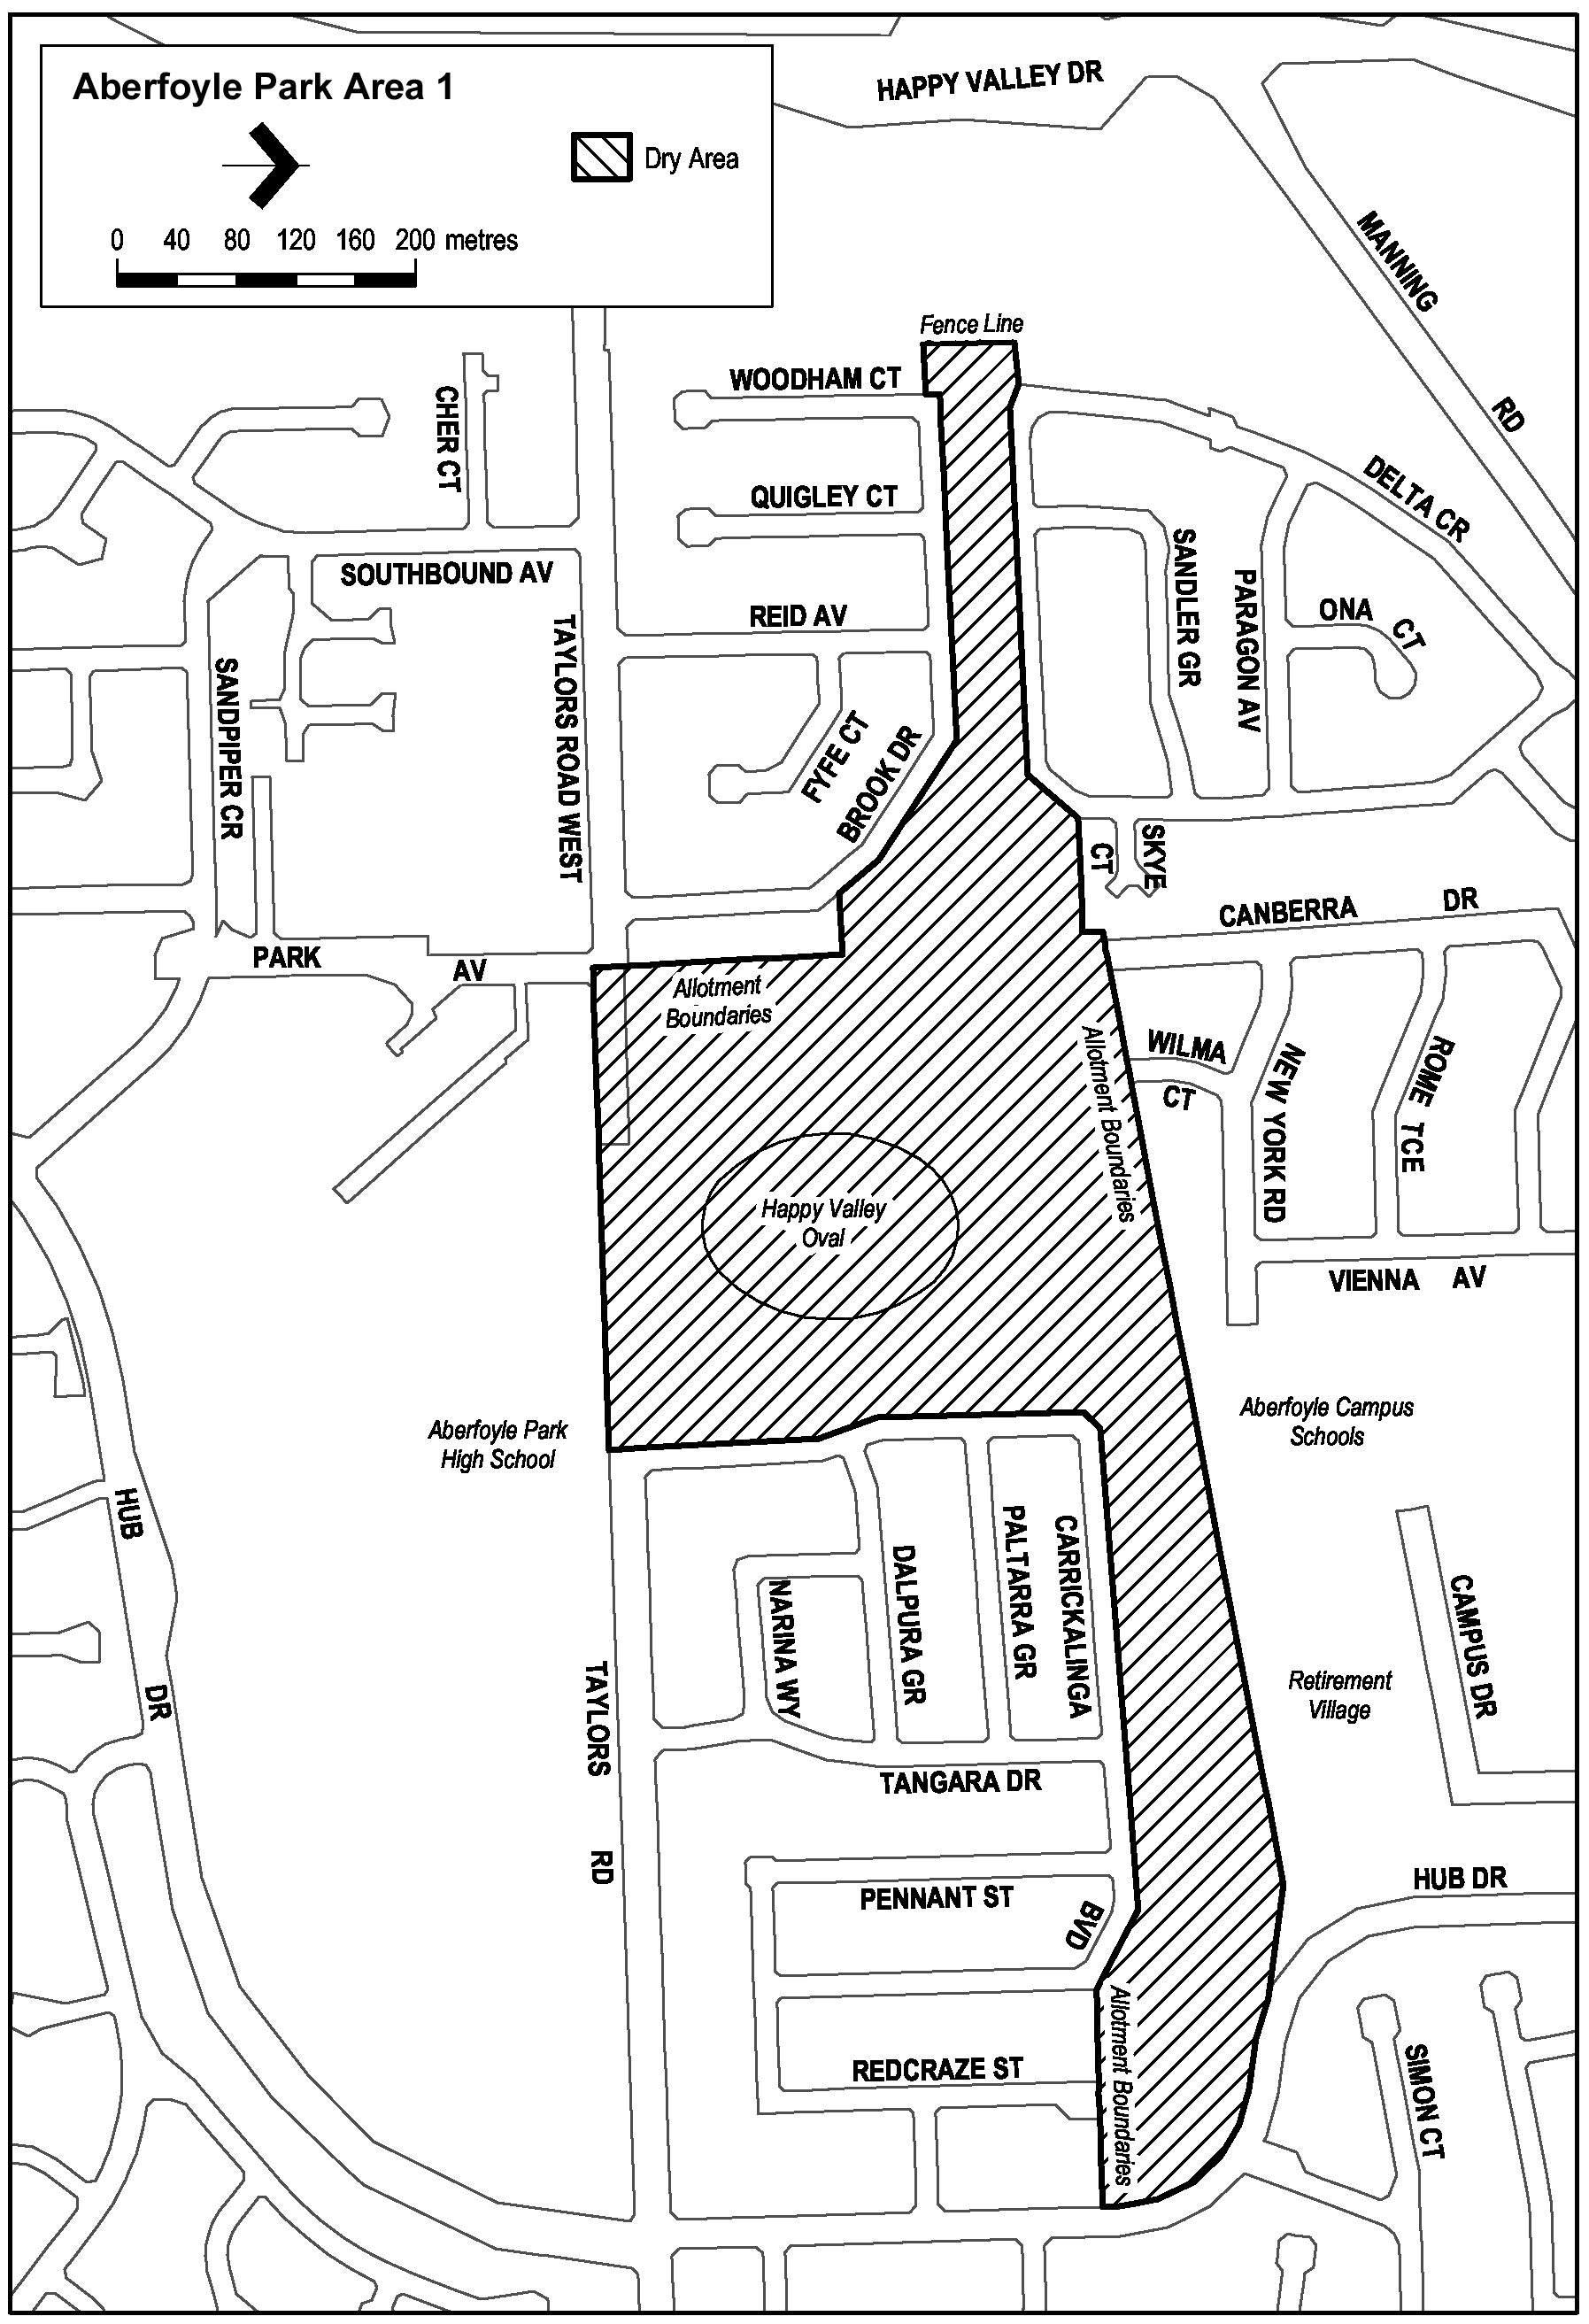 Aberfoyle Park Area 1
Dry Area
0 40 80 120 160 200 metres
HAPPY VALLEY DR
MANNING
RD
Fence Line
WOODHAM CT
CHER CT
QUIGLEY CT
DELTA CR
SOUTHBOUND AV
SANDLER GR
PARAGON AV
ONA CT
REID AV
TAYLORS ROAD WEST
SANDPIPER CR
FYFE CT
BROOK DR
SKYE
CT
CANBERRA DR
PARK AV
Allotment
Boundaries
Allotment Boundaries
WILMA
CT
NEW YORK RD
ROME TCE
Happy Valley
Oval
VIENNA AV
Aberfoyle Park
High School
Aberfoyle Campus
Schools
HUB
DR
NARINA WY
DALPURA GR
PALTARRA GR
CARRICKALINGA
CAMPUS DR
TAYLORS
RD
Retirement
Village
TANGARA DR
PENNANT ST
BVD
HUB DR
Allotment Boundaries
REDCRAZE ST
SIMON CT